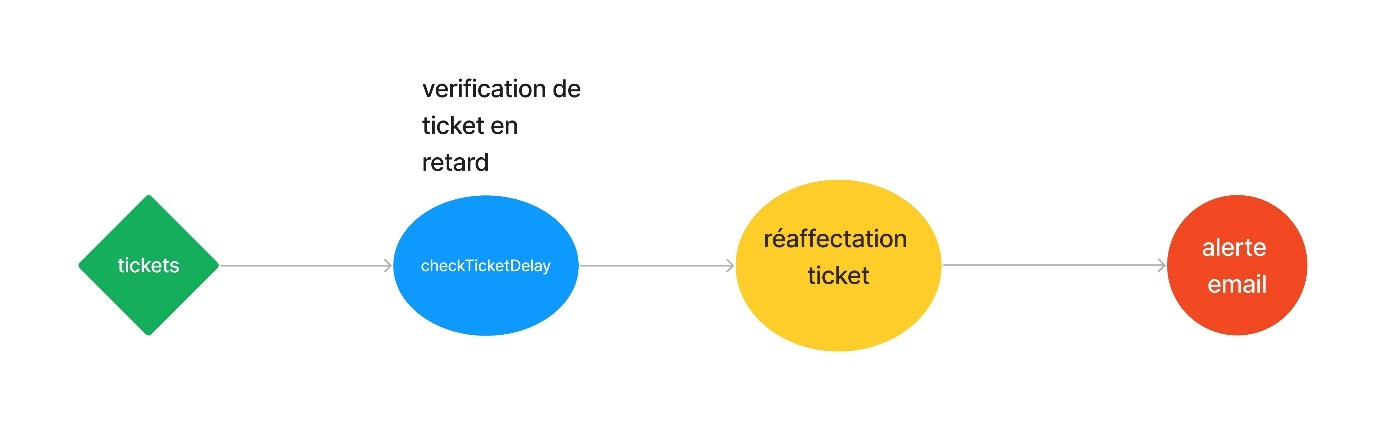 verification de
ticket en
retard
tickets
checkTicketDelay
réaffectation
ticket
alerte
email